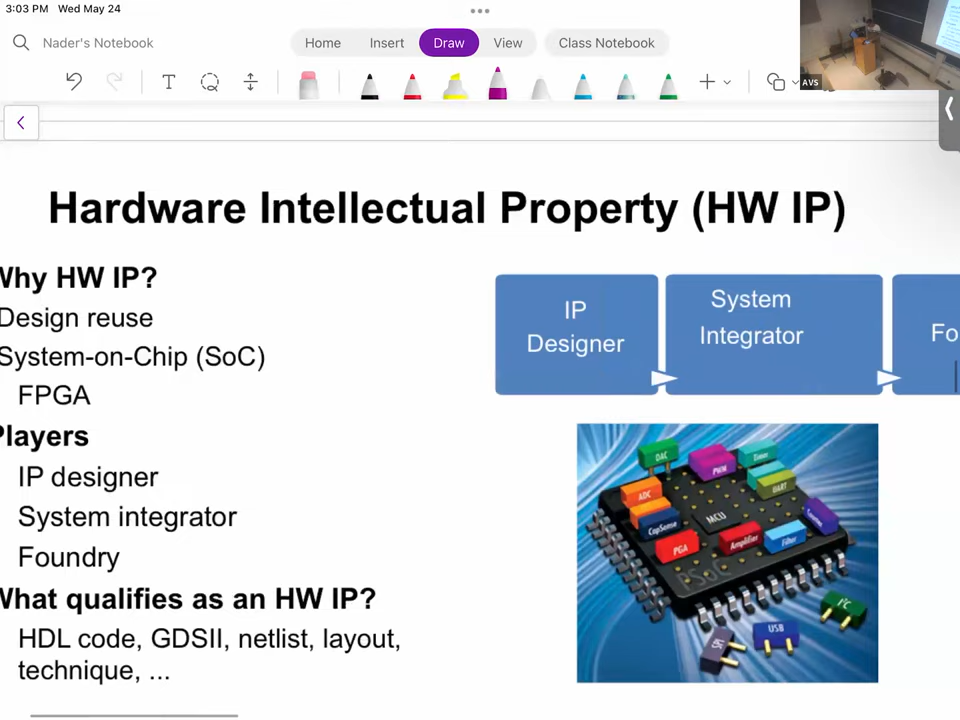 3:03 PM Wed May 24
Nader's Notebook
Home Insert Draw View Class Notebook
T
AVS
Hardware Intellectual Property (HW IP)
Why HW IP?
Design reuse
System-on-Chip (SoC)
FPGA
Players
IP designer
System integrator
Foundry
What qualifies as an HW IP?
HDL code, GDSII, netlist, layout,
technique, ...
IP
Designer
System
Integrator
Fo
DAC
PWM
Timer
ADC
UART
CapSense
MCU
PGA
Amplifier
Filter
PSoC
I²C
USB